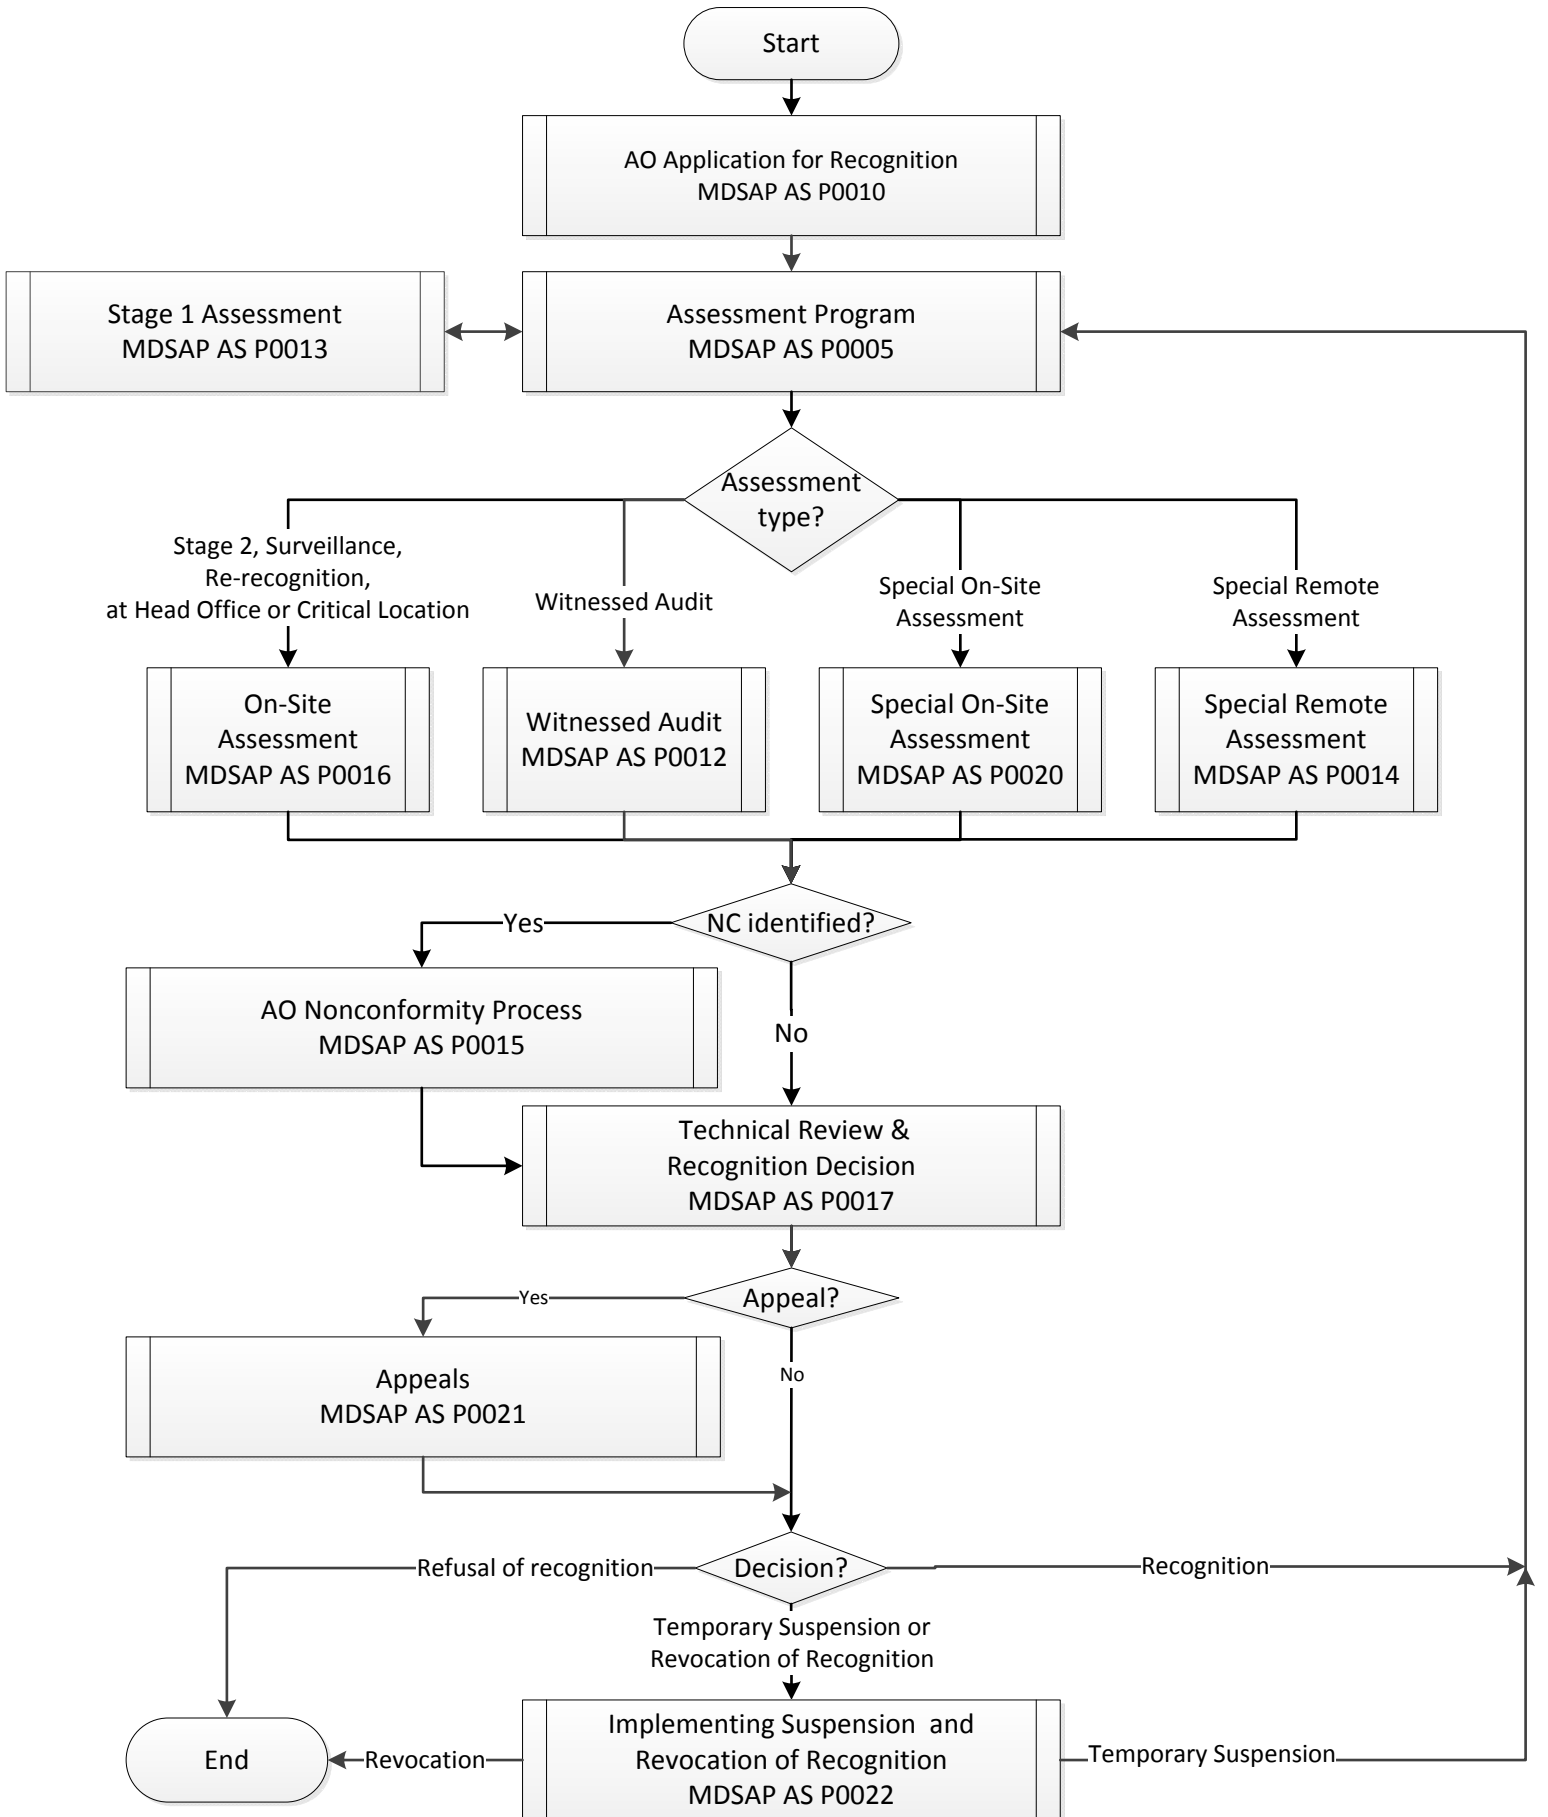 Start
AO Application for Recognition
MDSAP AS P0010
Stage 1 Assessment
MDSAP AS P0013
Assessment Program
MDSAP AS P0005
Assessment
type?
Stage 2, Surveillance,
Re-recognition,
at Head Office or Critical Location
Witnessed Audit
Special On-Site
Assessment
Special Remote
Assessment
On-Site
Assessment
MDSAP AS P0016
Witnessed Audit
MDSAP AS P0012
Special On-Site
Assessment
MDSAP AS P0020
Special Remote
Assessment
MDSAP AS P0014
NC identified?
Yes
AO Nonconformity Process
MDSAP AS P0015
No
Technical Review &
Recognition Decision
MDSAP AS P0017
Appeal?
Yes
No
Appeals
MDSAP AS P0021
Decision?
Refusal of recognition
Recognition
Temporary Suspension or
Revocation of Recognition
Implementing Suspension and
Revocation of Recognition
MDSAP AS P0022
Revocation
End
Temporary Suspension